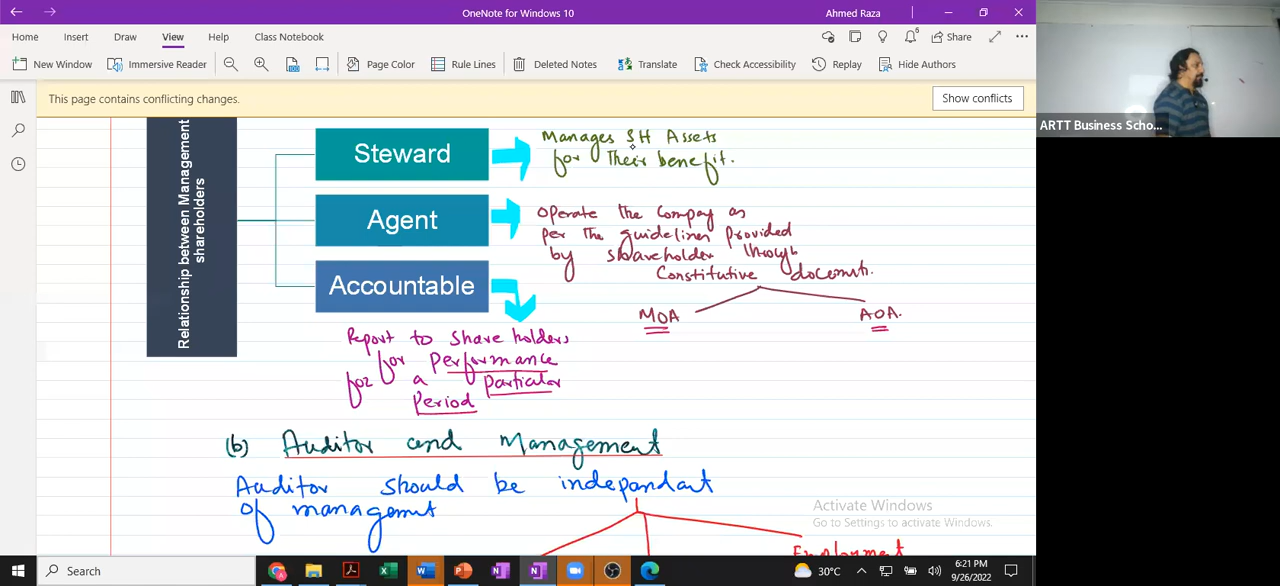 OneNote for Windows 10
Ahmed Raza
Home Insert Draw View Help Class Notebook
6
Share
New Window Immersive Reader Page Color Rule Lines Deleted Notes Translate Check Accessibility Replay Hide Authors
This page contains conflicting changes.
Show conflicts
ARTT Business Scho...
Relationship between Management
shareholders
Steward
Manages SH Assets
for Their benefit.
Agent
operate the Company as
per the guidelines provided
by shareholder through
Constitutive documents.
MOA
AOA.
Accountable
Report to Share holders
for Performance
for a Particular
Period
(b) Auditor and Management
Auditor should be independant
of managemt
Employment
Activate Windows
Go to Settings to activate Windows.
Search
30°C
6:21 PM
9/26/2022